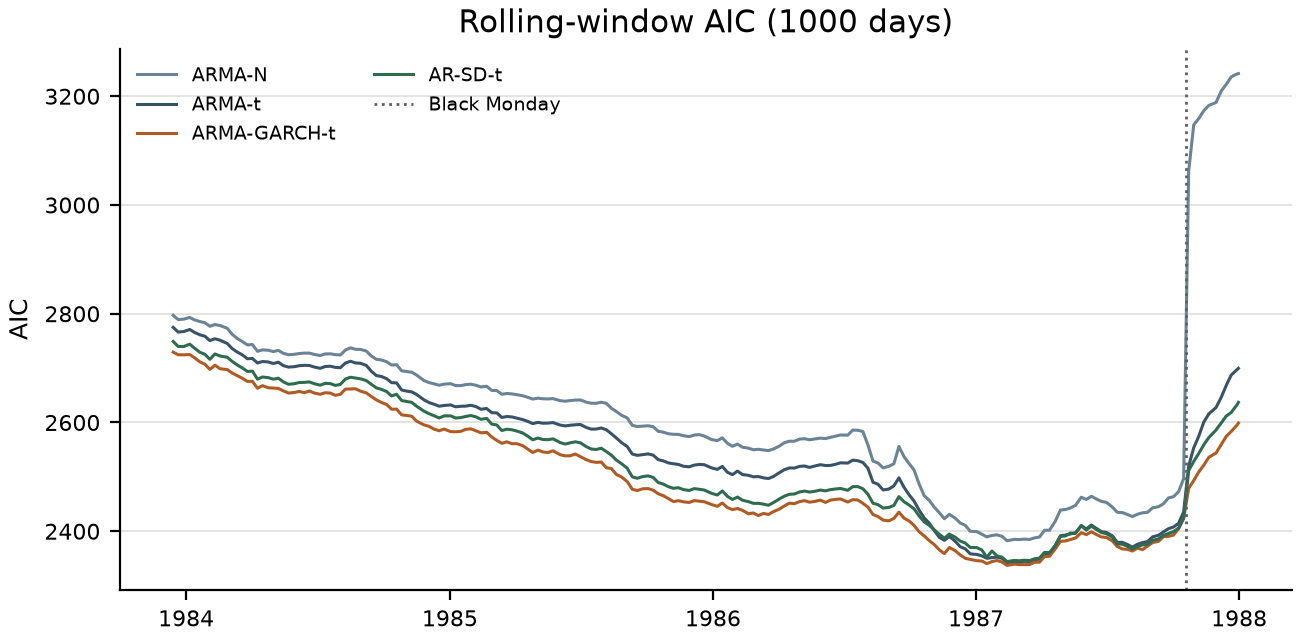 Rolling-window AIC (1000 days)
ARMA-N
ARMA-t
ARMA-GARCH-t
AR-SD-t
Black Monday
AIC
3200
3000
2800
2600
2400
1984 1985 1986 1987 1988